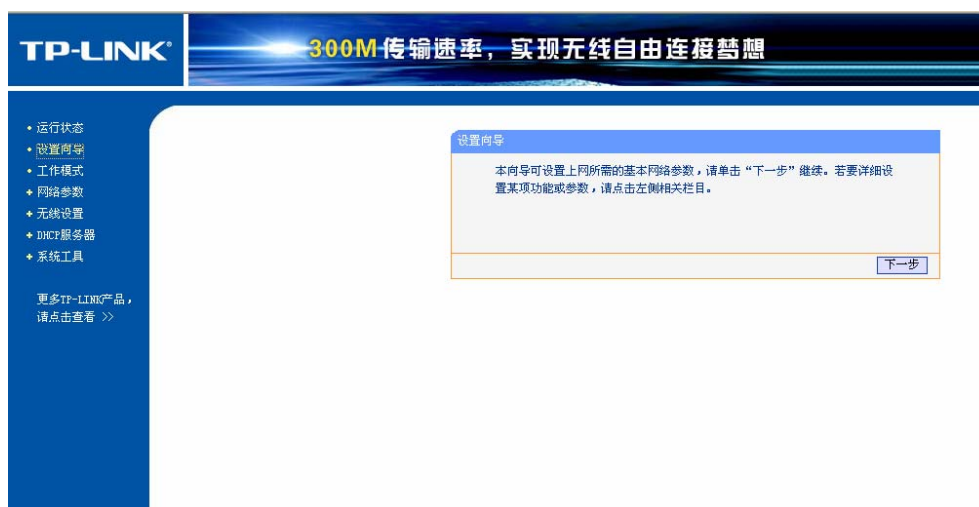 TP-LINK®
300M传输速率，实现无线自由连接梦想
• 运行状态
• 设置向导
• 工作模式
+ 网络参数
+ 无线设置
+ DHCP服务器
+ 系统工具
更多TP-LINK产品，
请点击查看 >>
设置向导
本向导可设置上网所需的基本网络参数，请单击“下一步”继续。若要详细设
置某项功能或参数，请点击左侧相关栏目。
下一步